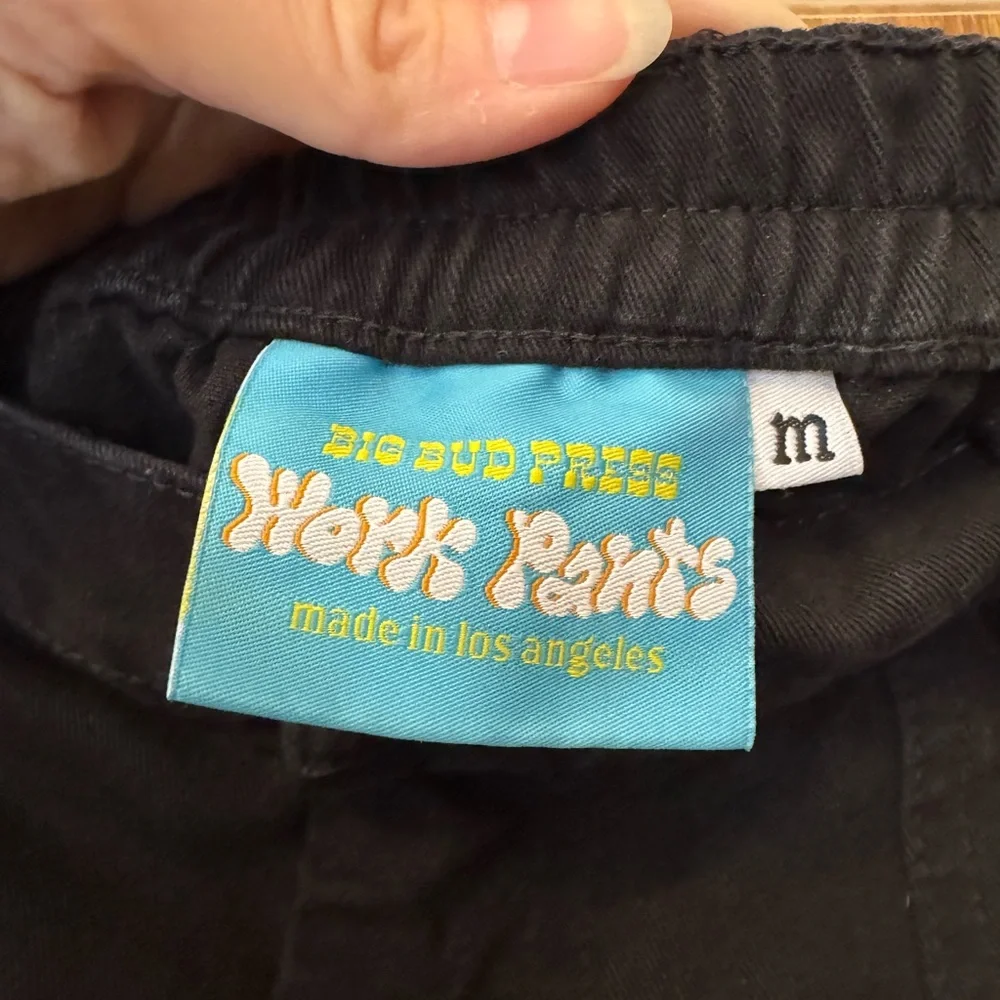 BIG BUD PRESS
Work Pants
made in los angeles
m